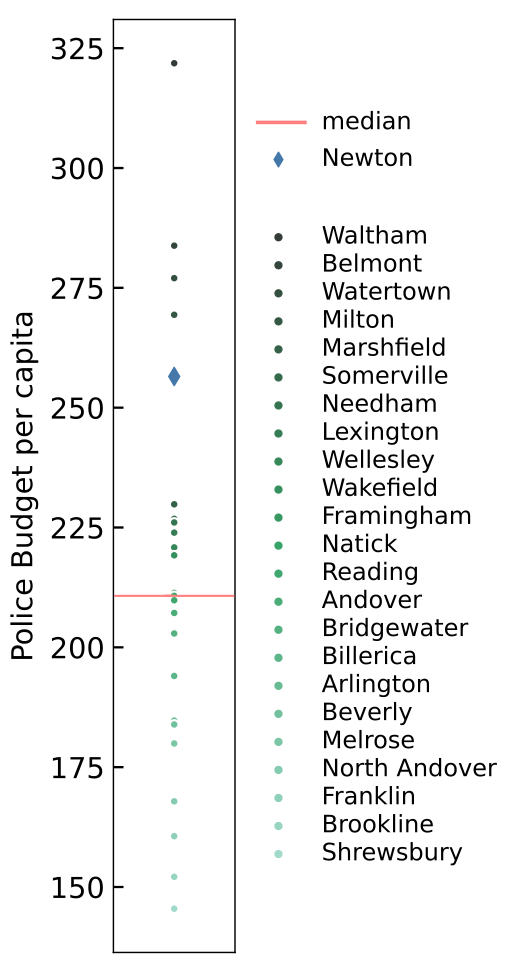 325
300
275
250
225
200
175
150
Police Budget per capita
median
Newton
Waltham
Belmont
Watertown
Milton
Marshfield
Somerville
Needham
Lexington
Wellesley
Wakefield
Framingham
Natick
Reading
Andover
Bridgewater
Billerica
Arlington
Beverly
Melrose
North Andover
Franklin
Brookline
Shrewsbury